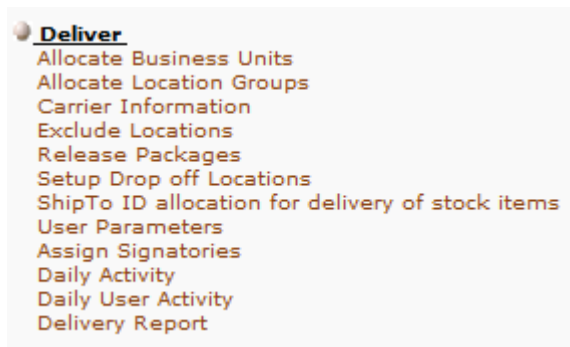 Deliver
Allocate Business Units
Allocate Location Groups
Carrier Information
Exclude Locations
Release Packages
Setup Drop off Locations
ShipTo ID allocation for delivery of stock items
User Parameters
Assign Signatories
Daily Activity
Daily User Activity
Delivery Report